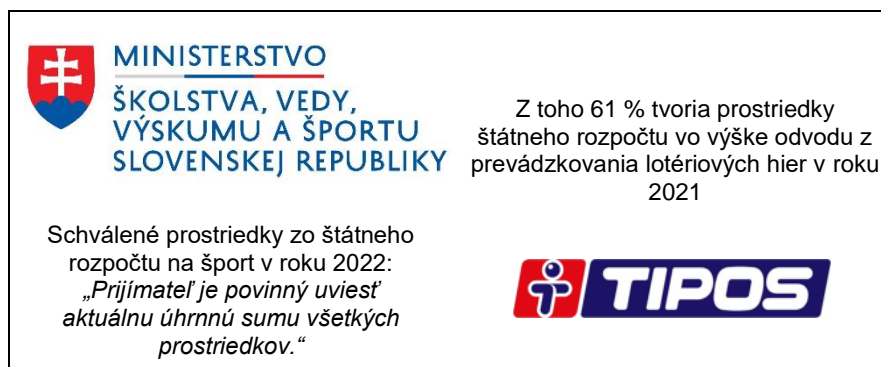 MINISTERSTVO
ŠKOLSTVA, VEDY,
VÝSKUMU A ŠPORTU
SLOVENSKEJ REPUBLIKY
Schválené prostriedky zo štátneho
rozpočtu na šport v roku 2022:
„Prijímateľ je povinný uviesť
aktuálnu úhrnnú sumu všetkých
prostriedkov.“
Z toho 61 % tvoria prostriedky
štátneho rozpočtu vo výške odvodu z
prevádzkovania lotériových hier v roku
2021
TIPOS